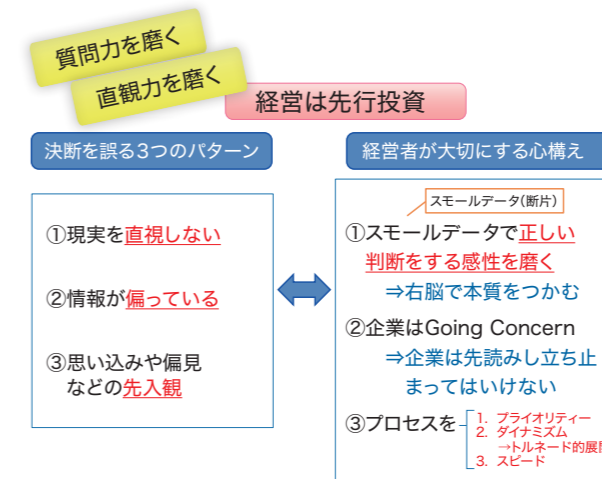 質問力を磨く
直観力を磨く
経営は先行投資
決断を誤る3つのパターン
①現実を直視しない
②情報が偏っている
③思い込みや偏見
などの先入観
経営者が大切にする心構え
スモールデータ(断片)
①スモールデータで正しい
判断をする感性を磨く
⇒右脳で本質をつかむ
②企業はGoing Concern
⇒企業は先読みし立ち止
まってはいけない
③プロセスを
1. プライオリティー
2. ダイナミズム
→トルネード的展開
3. スピード